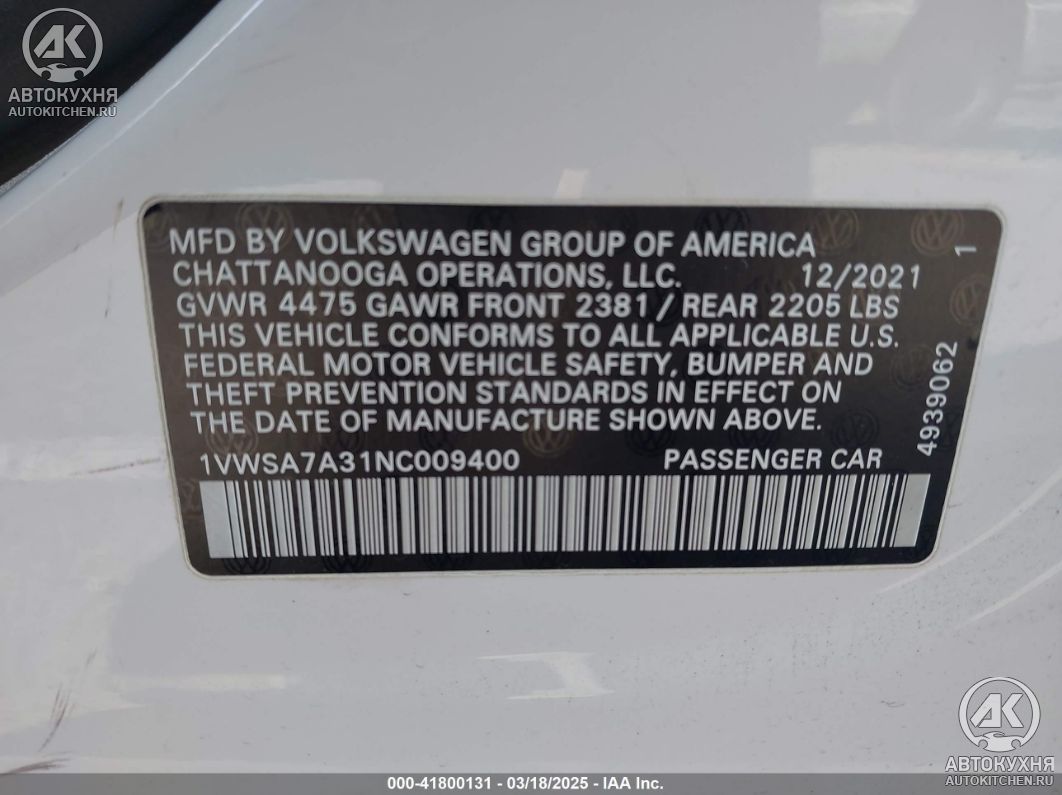 AK
АВТОКУХНЯ
AUTOKITCHEN.RU
MFD BY VOLKSWAGEN GROUP OF AMERICA
CHATTANOOGA OPERATIONS, LLC. 12/2021
GVWR 4475 GAWR FRONT 2381 / REAR 2205 LBS
THIS VEHICLE CONFORMS TO ALL APPLICABLE U.S.
FEDERAL MOTOR VEHICLE SAFETY, BUMPER AND
THEFT PREVENTION STANDARDS IN EFFECT ON
THE DATE OF MANUFACTURE SHOWN ABOVE.
1VWSA7A31NC009400 PASSENGER CAR
4939062 1
AK
АВТОКУХНЯ
AUTOKITCHEN.RU
000-41800131 - 03/18/2025 - IAA Inc.